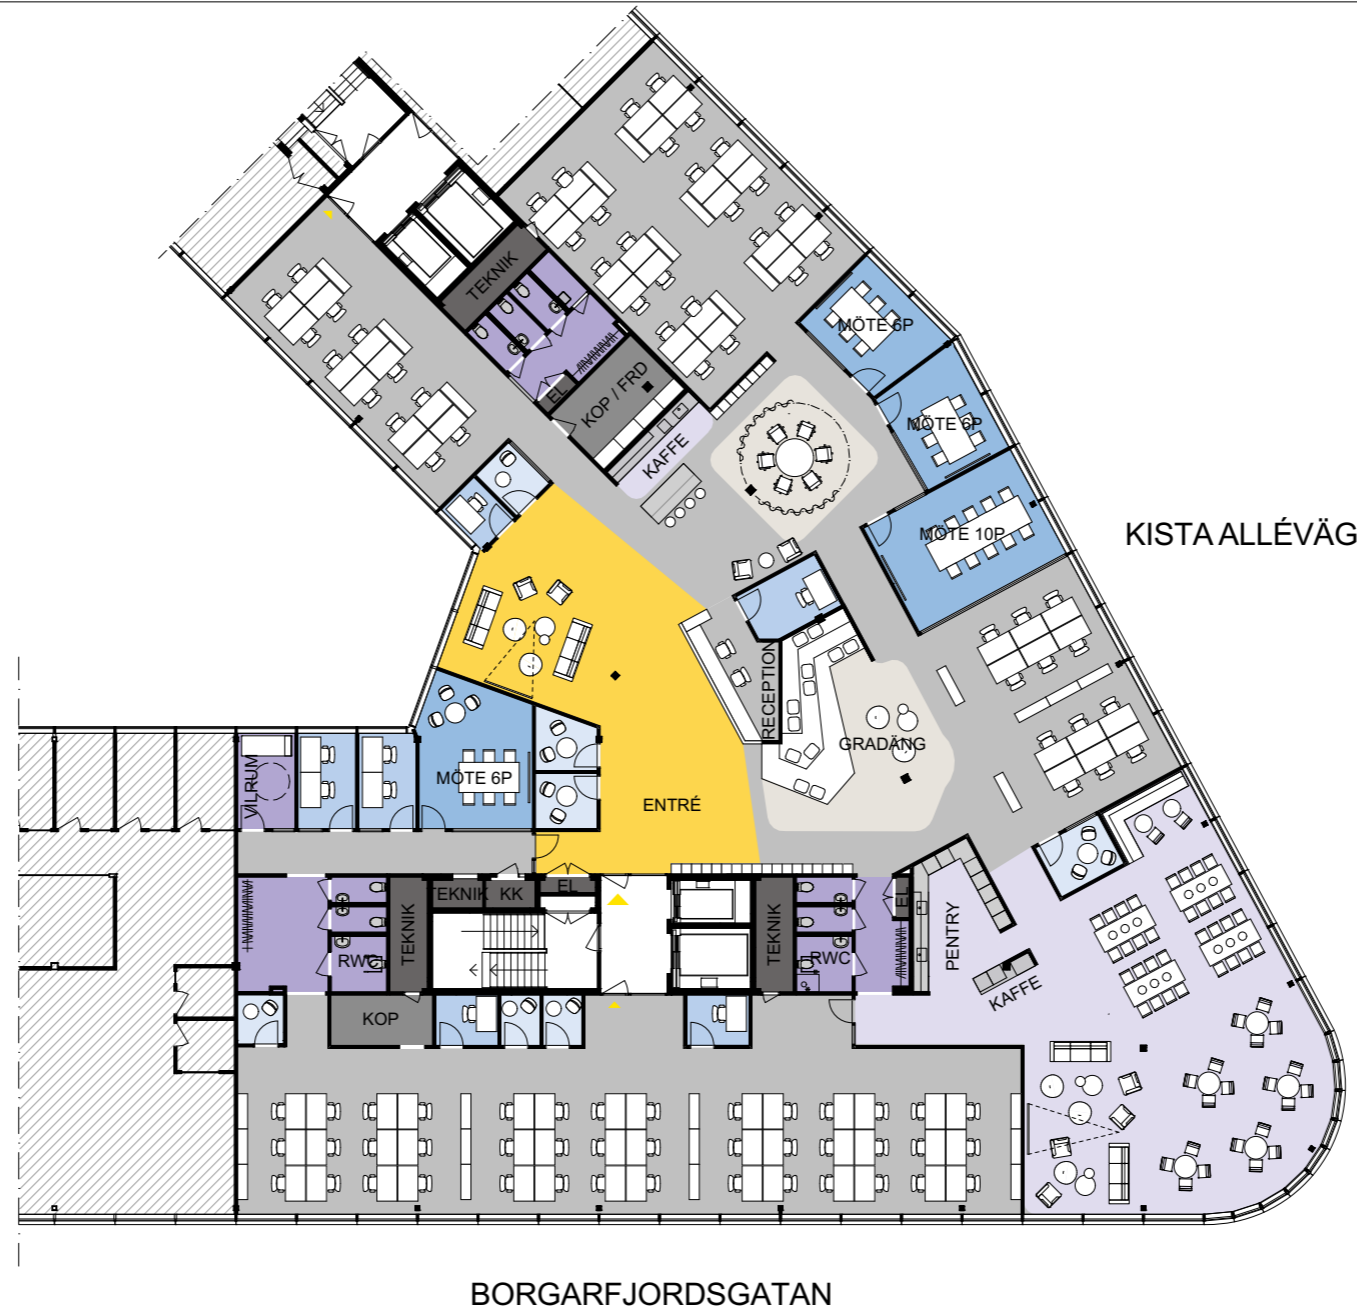 TEKNIK
EL
KOP / FRD
KAFFE
MÖTE 6P
MÖTE 6P
MÖTE 10P
KISTA ALLÉVÄG
RECEPTION
GRADÄNG
VILRUM
MÖTE 6P
ENTRÉ
TEKNIK
TEKNIK
KK
EL
TEKNIK
EL
RWC
RWC
PENTRY
KAFFE
KOP
BORGARFJORDSGATAN